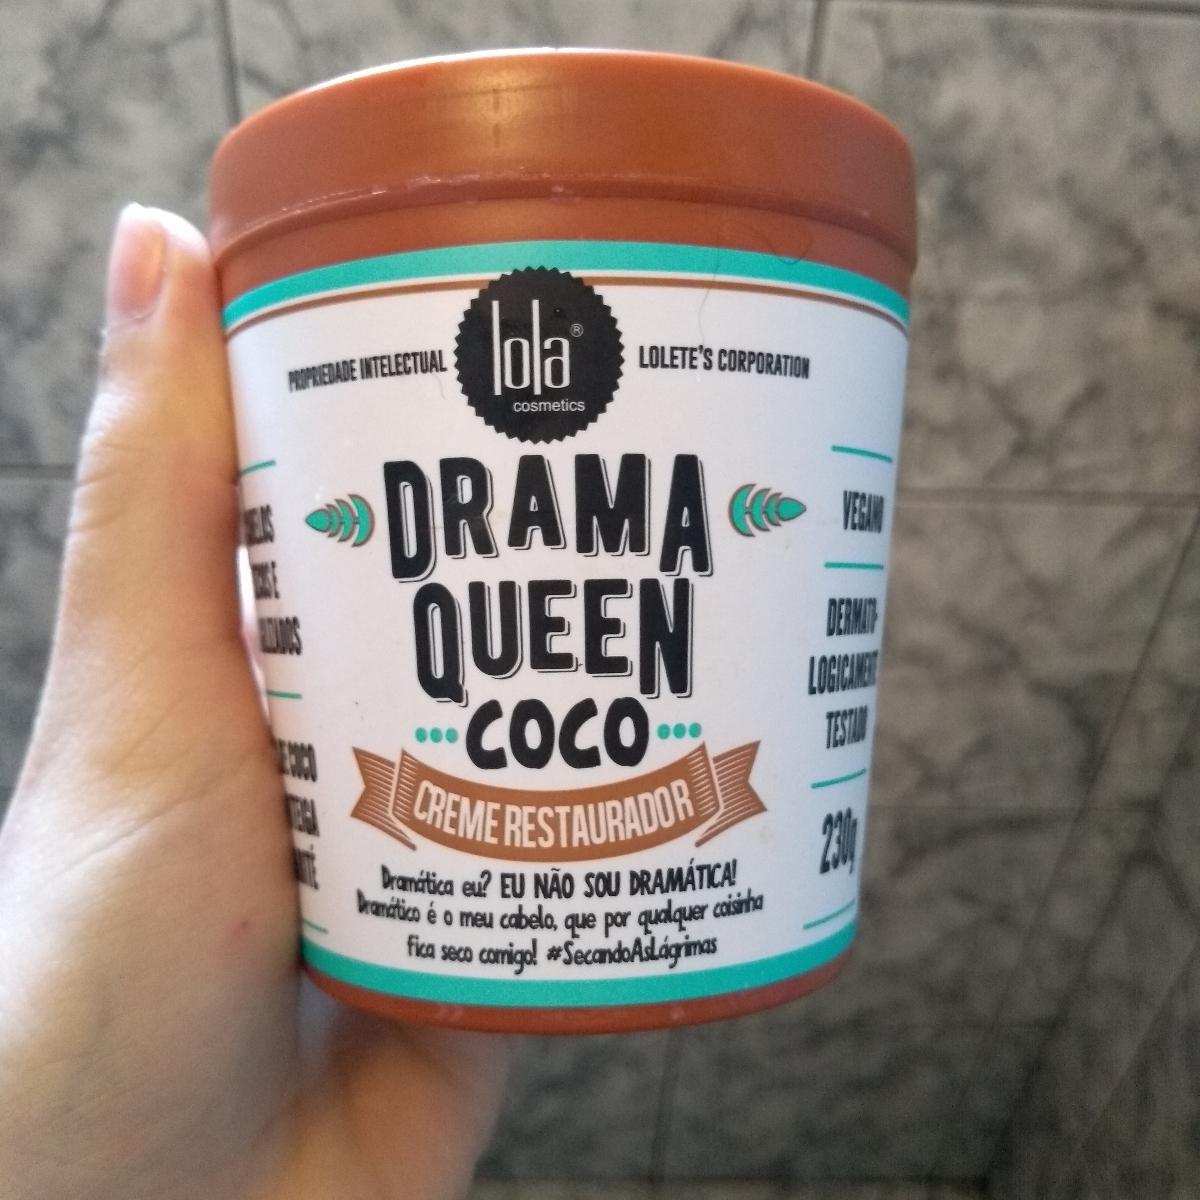 PROPRIEDADE INTELECTUAL
lola®
cosmetics
LOLETE'S CORPORATION
DRAMA
QUEEN
COCO
CREME RESTAURADOR
Dramática eu? EU NÃO SOU DRAMÁTICA!
Dramático é o meu cabelo, que por qualquer coisinha
fica seco comigo! #SecandoAsLágrimas
E
COCO
VEGANO
DERMATO-
LOGICAMENTE
TESTADO
230g